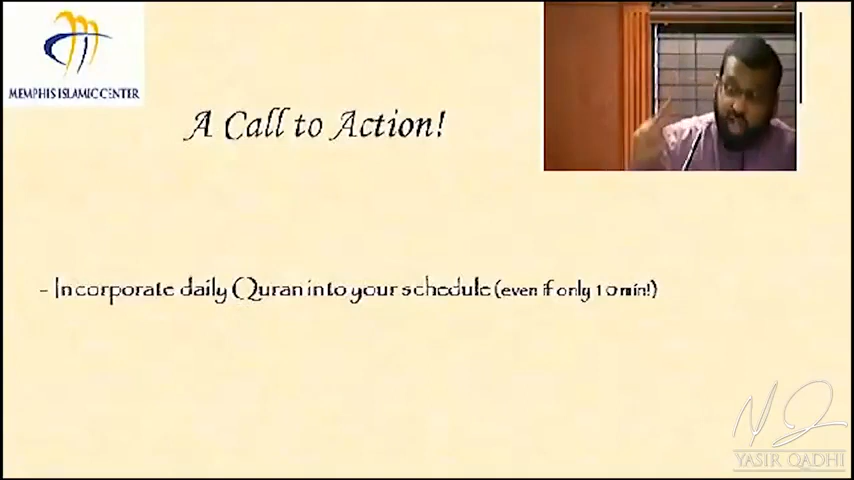 MEMPHIS ISLAMIC CENTER
A Call to Action!
- Incorporate daily Quran into your schedule (even if only 10 min!)
YASIR QADHI